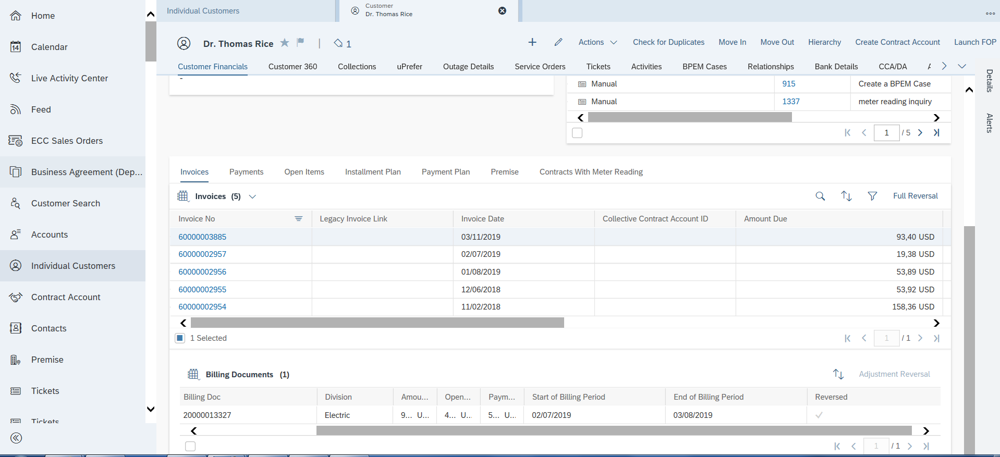 Home
Calendar
14
Live Activity Center
Feed
ECC Sales Orders
Business Agreement (Dep...
Customer Search
Accounts
Individual Customers
Contract Account
Contacts
Premise
Tickets
Tickets
Individual Customers
Customer
Dr. Thomas Rice
Dr. Thomas Rice | 1
Actions Check for Duplicates Move In Move Out Hierarchy Create Contract Account Launch FOP
Customer Financials Customer 360 Collections uPrefer Outage Details Service Orders Tickets Activities BPEM Cases Relationships Bank Details CCA/DA
Details
Alerts
-
Manual 915 Create a BPEM Case
Manual 1337 meter reading inquiry
1 / 5
Invoices Payments Open Items Installment Plan Payment Plan Premise Contracts With Meter Reading
Invoices (5) Full Reversal
Invoice No Legacy Invoice Link Invoice Date Collective Contract Account ID Amount Due
60000003885 03/11/2019 93,40 USD
60000002957 02/07/2019 19,38 USD
60000002956 01/08/2019 53,89 USD
60000002955 12/06/2018 53,92 USD
60000002954 11/02/2018 158,36 USD
1 Selected 1 / 1
Billing Documents (1) Adjustment Reversal
Billing Doc Division Amou... Open... Paym... Start of Billing Period End of Billing Period Reversed
20000013327 Electric 9... U... 4... U... 5... U... 02/07/2019 03/08/2019
1 / 1